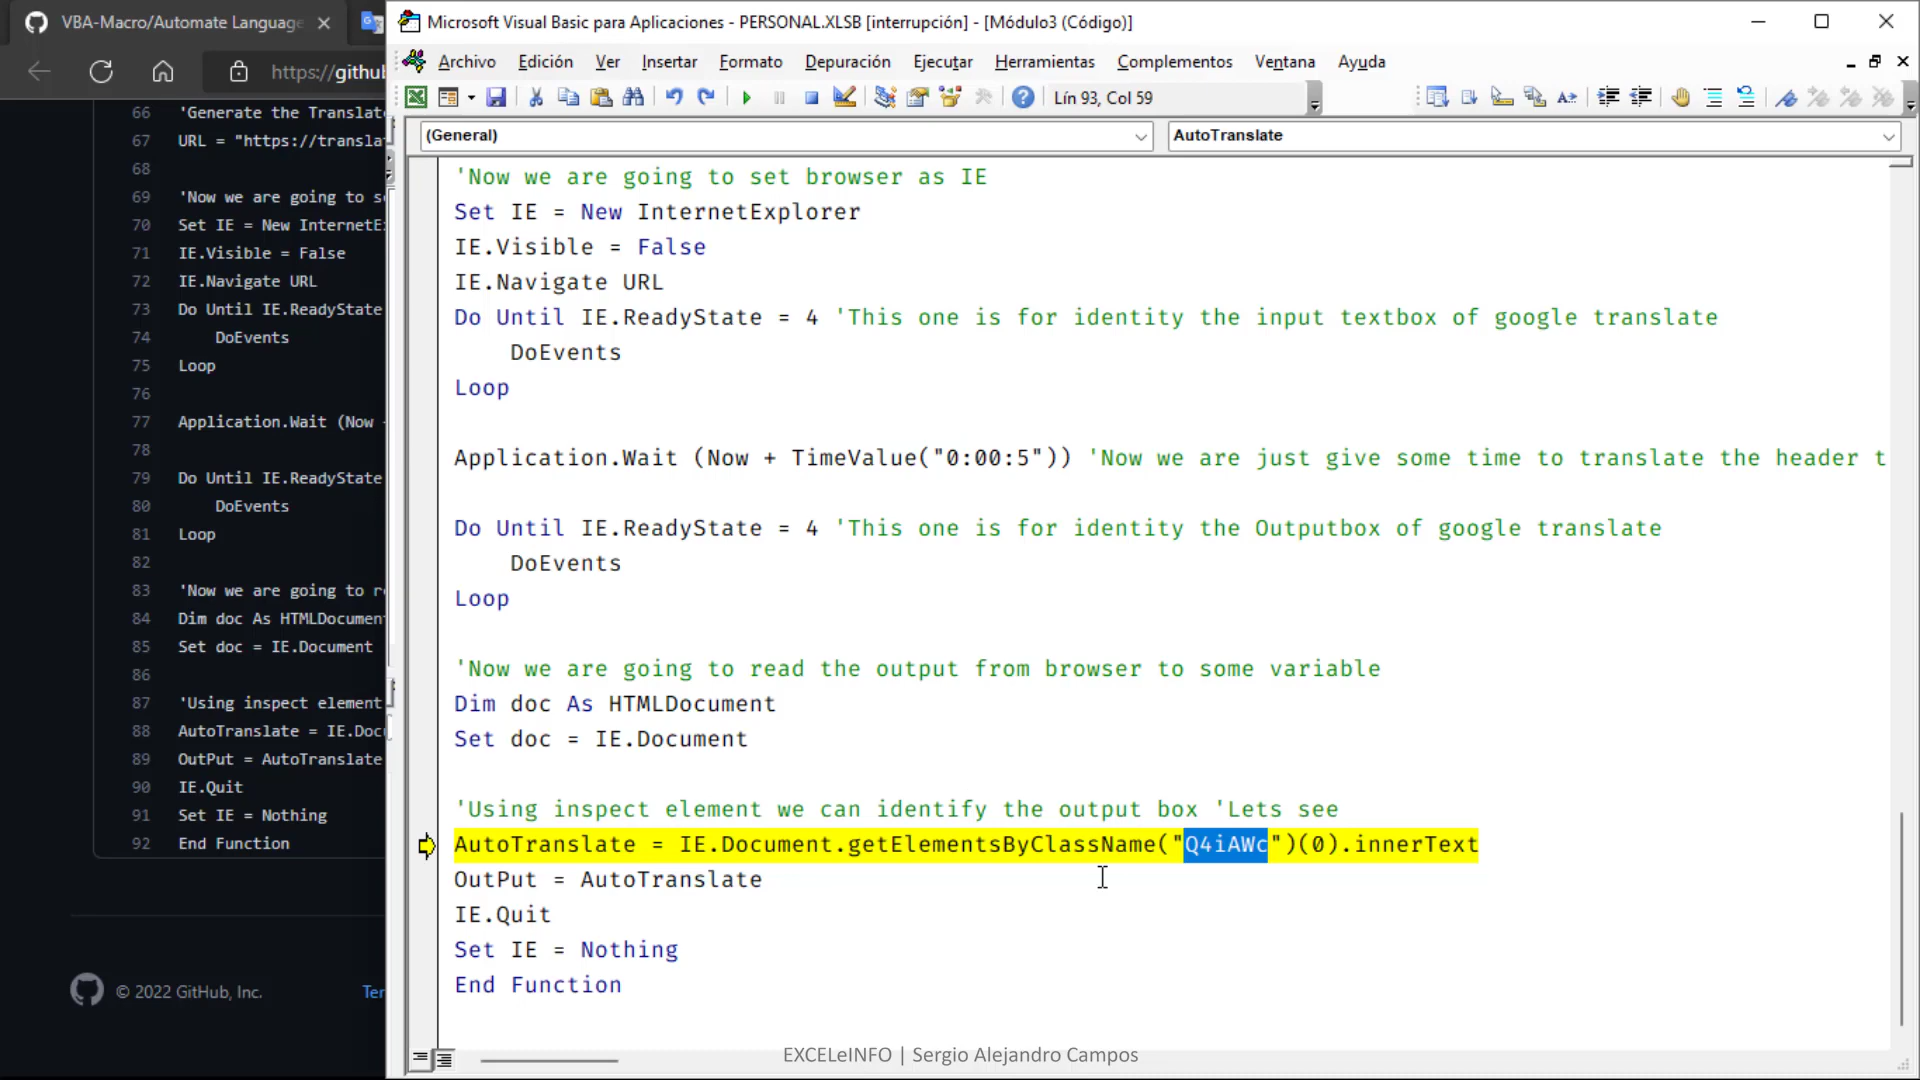 VBA-Macro/Automate Language
https://github
66 'Generate the Translat
67 URL = "https://transla
68
69 'Now we are going to s
70 Set IE = New InternetEx
71 IE.Visible = False
72 IE.Navigate URL
73 Do Until IE.ReadyState
74 DoEvents
75 Loop
76
77 Application.Wait (Now
78
79 Do Until IE.ReadyState
80 DoEvents
81 Loop
82
83 'Now we are going to r
84 Dim doc As HTMLDocument
85 Set doc = IE.Document
86
87 'Using inspect element
88 AutoTranslate = IE.Doc
89 OutPut = AutoTranslate
90 IE.Quit
91 Set IE = Nothing
92 End Function
© 2022 GitHub, Inc.
Ter
Microsoft Visual Basic para Aplicaciones - PERSONAL.XLSB [interrupción] - [Módulo3 (Código)]
Archivo Edición Ver Insertar Formato Depuración Ejecutar Herramientas Complementos Ventana Ayuda
Lín 93, Col 59
(General) AutoTranslate
'Now we are going to set browser as IE
Set IE = New InternetExplorer
IE.Visible = False
IE.Navigate URL
Do Until IE.ReadyState = 4 'This one is for identity the input textbox of google translate
DoEvents
Loop
Application.Wait (Now + TimeValue("0:00:5")) 'Now we are just give some time to translate the header t
Do Until IE.ReadyState = 4 'This one is for identity the Outputbox of google translate
DoEvents
Loop
'Now we are going to read the output from browser to some variable
Dim doc As HTMLDocument
Set doc = IE.Document
'Using inspect element we can identify the output box 'Lets see
AutoTranslate = IE.Document.getElementsByClassName("Q4iAWc")(0).innerText
OutPut = AutoTranslate
IE.Quit
Set IE = Nothing
End Function
EXCELeINFO | Sergio Alejandro Campos